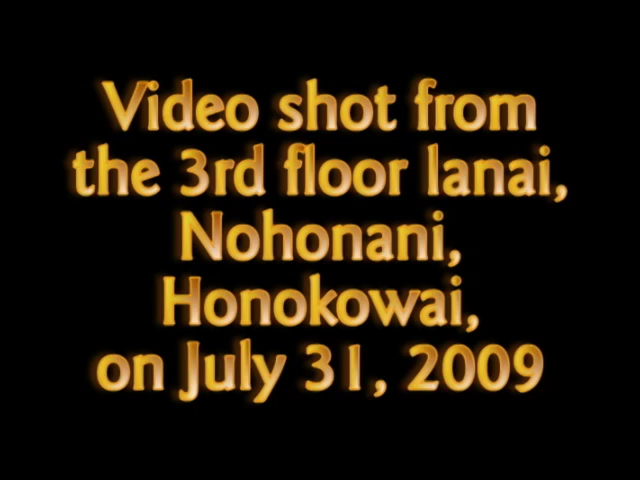 Video shot from
the 3rd floor lanai,
Nohonani,
Honokowai,
on July 31, 2009